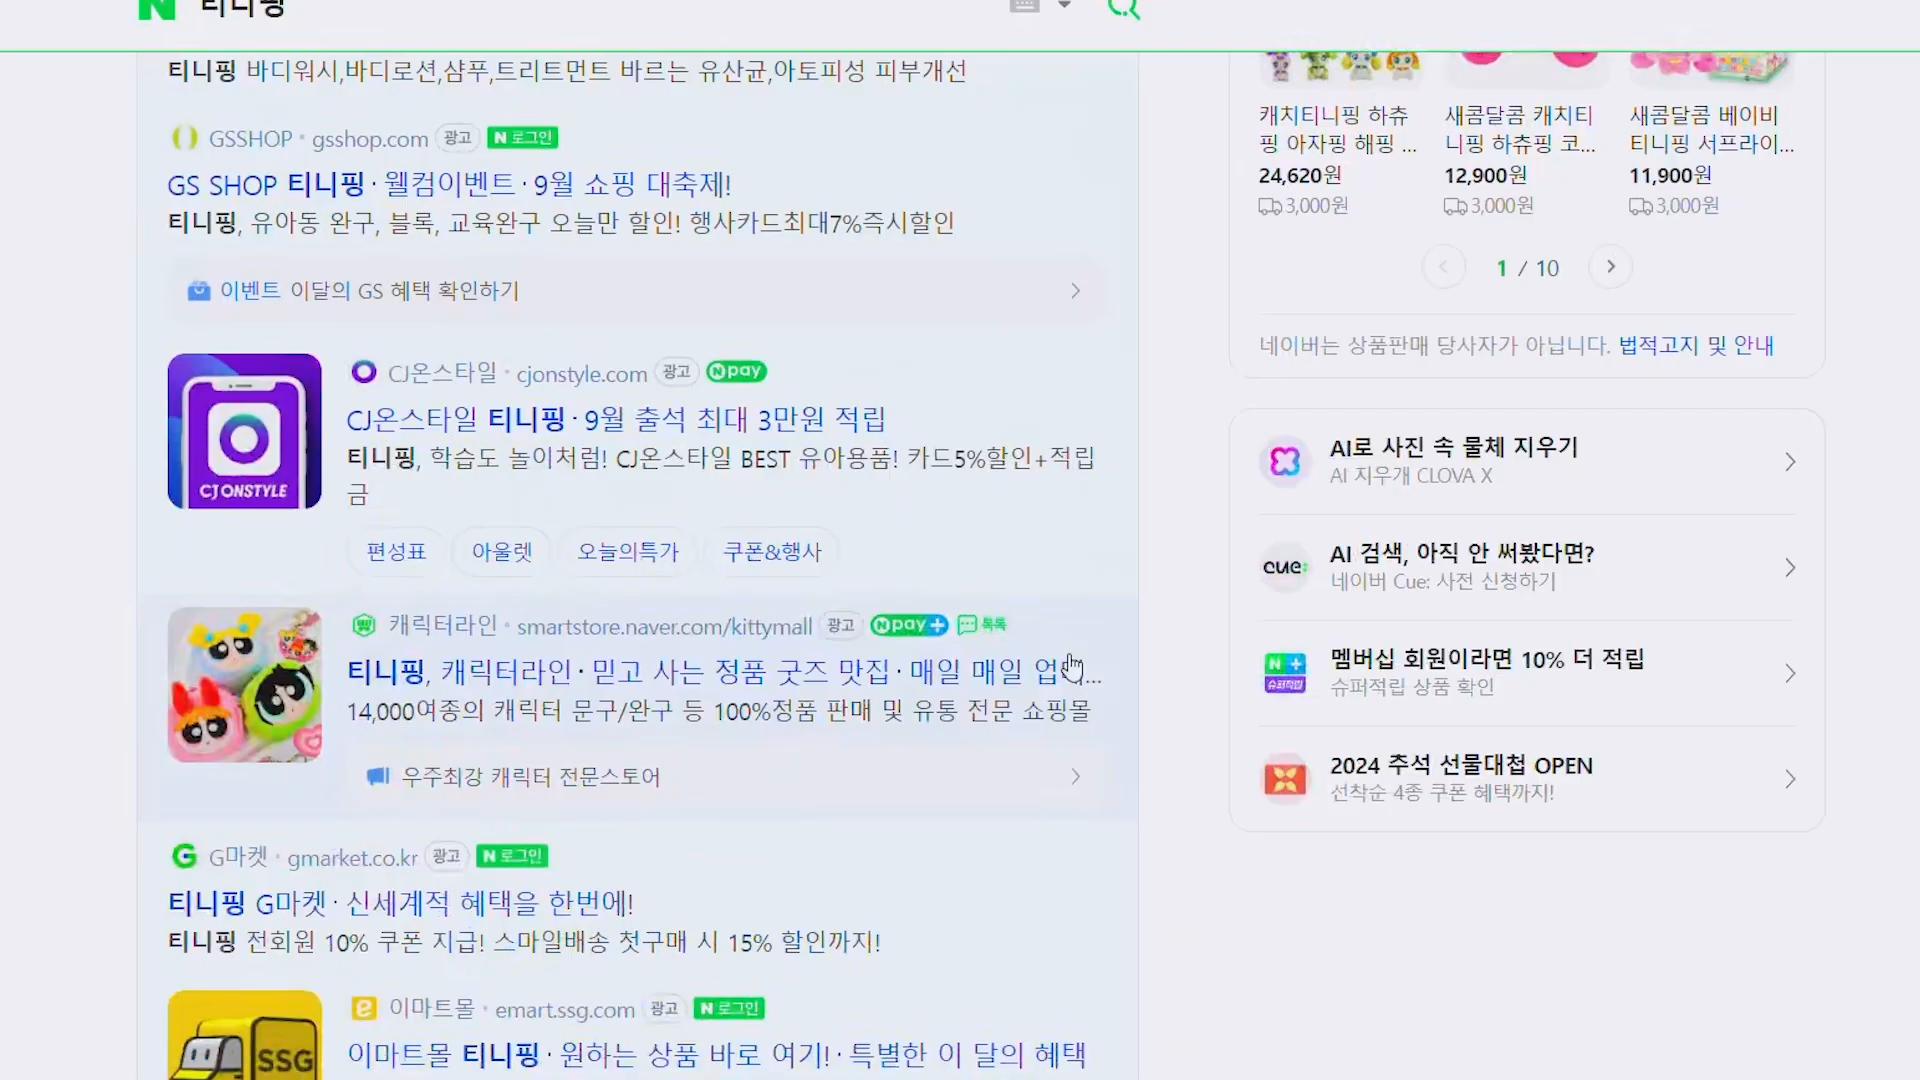 티니핑
티니핑 바디워시,바디로션,샴푸,트리트먼트 바르는 유산균,아토피성 피부개선
GSSHOP · gsshop.com 광고 N 로그인
GS SHOP 티니핑 · 웰컴이벤트 · 9월 쇼핑 대축제!
티니핑, 유아동 완구, 블록, 교육완구 오늘만 할인! 행사카드최대7%즉시할인
이벤트 이달의 GS 혜택 확인하기
CJ ONSTYLE
CJ온스타일 · cjonstyle.com 광고 N pay
CJ온스타일 티니핑 · 9월 출석 최대 3만원 적립
티니핑, 학습도 놀이처럼! CJ온스타일 BEST 유아용품! 카드5%할인+적립
금
편성표 아울렛 오늘의특가 쿠폰&행사
캐릭터라인 · smartstore.naver.com/kittymall 광고 N pay+ 톡톡
티니핑, 캐릭터라인 · 믿고 사는 정품 굿즈 맛집 · 매일 매일 업...
14,000여종의 캐릭터 문구/완구 등 100%정품 판매 및 유통 전문 쇼핑몰
우주최강 캐릭터 전문스토어
G마켓 · gmarket.co.kr 광고 N 로그인
티니핑 G마켓 · 신세계적 혜택을 한번에!
티니핑 전회원 10% 쿠폰 지급! 스마일배송 첫구매 시 15% 할인까지!
SSG
이마트몰 · emart.ssg.com 광고 N 로그인
이마트몰 티니핑 · 원하는 상품 바로 여기! · 특별한 이 달의 혜택
캐치티니핑 하츄
핑 아자핑 해핑 ...
24,620원
3,000원
새콤달콤 캐치티
니핑 하츄핑 코...
12,900원
3,000원
새콤달콤 베이비
티니핑 서프라이...
11,900원
3,000원
1 / 10
네이버는 상품판매 당사자가 아닙니다. 법적고지 및 안내
AI로 사진 속 물체 지우기
AI 지우개 CLOVA X
cue:
AI 검색, 아직 안 써봤다면?
네이버 Cue: 사전 신청하기
N +
슈퍼적립
멤버십 회원이라면 10% 더 적립
슈퍼적립 상품 확인
2024 추석 선물대첩 OPEN
선착순 4종 쿠폰 혜택까지!